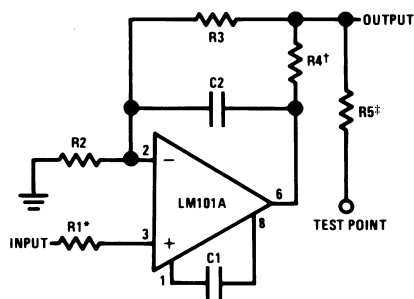 R3
OUTPUT
R4†
C2
R5‡
R2
2
−
LM101A
6
8
TEST POINT
INPUT
R1*
3
+
1
C1